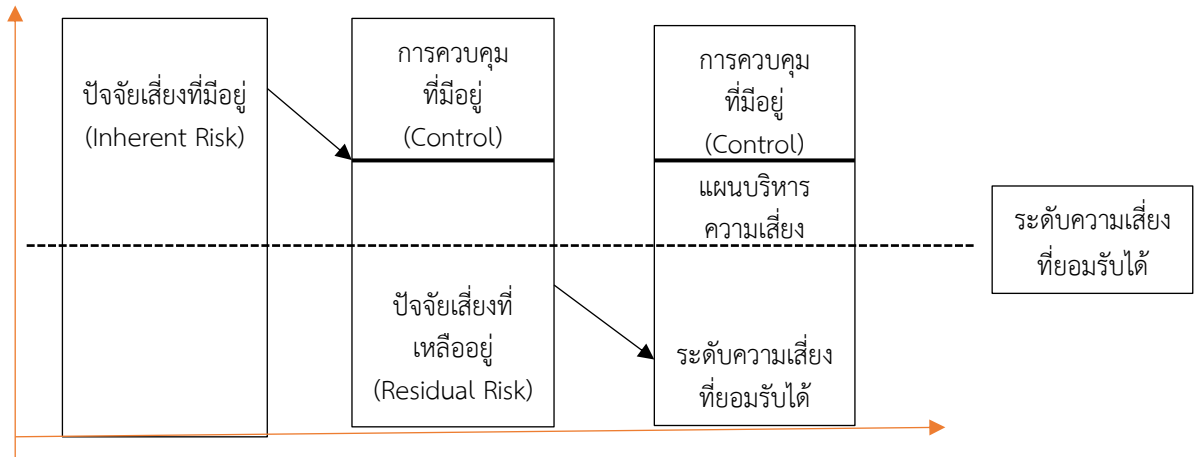 ปัจจัยเสี่ยงที่มีอยู่
(Inherent Risk)
การควบคุม
ที่มีอยู่
(Control)
ปัจจัยเสี่ยงที่
เหลืออยู่
(Residual Risk)
การควบคุม
ที่มีอยู่
(Control)
แผนบริหาร
ความเสี่ยง
ระดับความเสี่ยง
ที่ยอมรับได้
ระดับความเสี่ยง
ที่ยอมรับได้